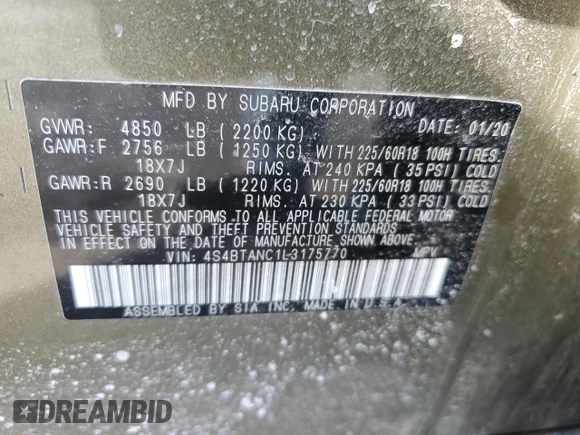 MFD BY SUBARU CORPORATION
GVWR: 4850 LB (2200 KG) DATE: 01/20
GAWR:F 2756 LB (1250 KG) WITH 225/60R18 100H TIRES.
18X7J RIMS. AT 240 KPA (35 PSI) COLD
GAWR:R 2690 LB (1220 KG) WITH 225/60R18 100H TIRES.
18X7J RIMS. AT 230 KPA (33 PSI) COLD
THIS VEHICLE CONFORMS TO ALL APPLICABLE FEDERAL MOTOR
VEHICLE SAFETY AND THEFT PREVENTION STANDARDS
IN EFFECT ON THE DATE OF MANUFACTURE SHOWN ABOVE.
VIN: 4S4BTANC1L3175770 MPV
ASSEMBLED BY SIA INC. MADE IN U.S.A.
DREAMBID